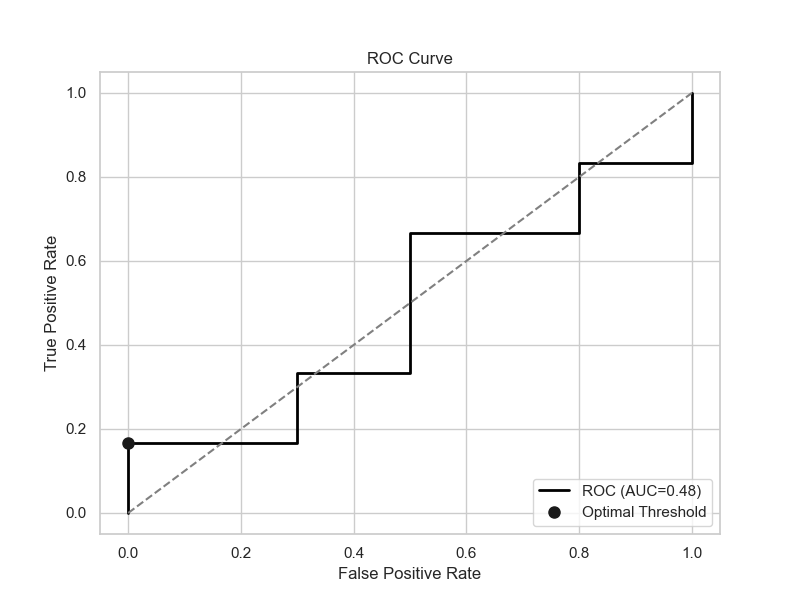 ROC Curve
True Positive Rate
1.0
0.8
0.6
0.4
0.2
0.0
ROC (AUC=0.48)
Optimal Threshold
0.0 0.2 0.4 0.6 0.8 1.0
False Positive Rate